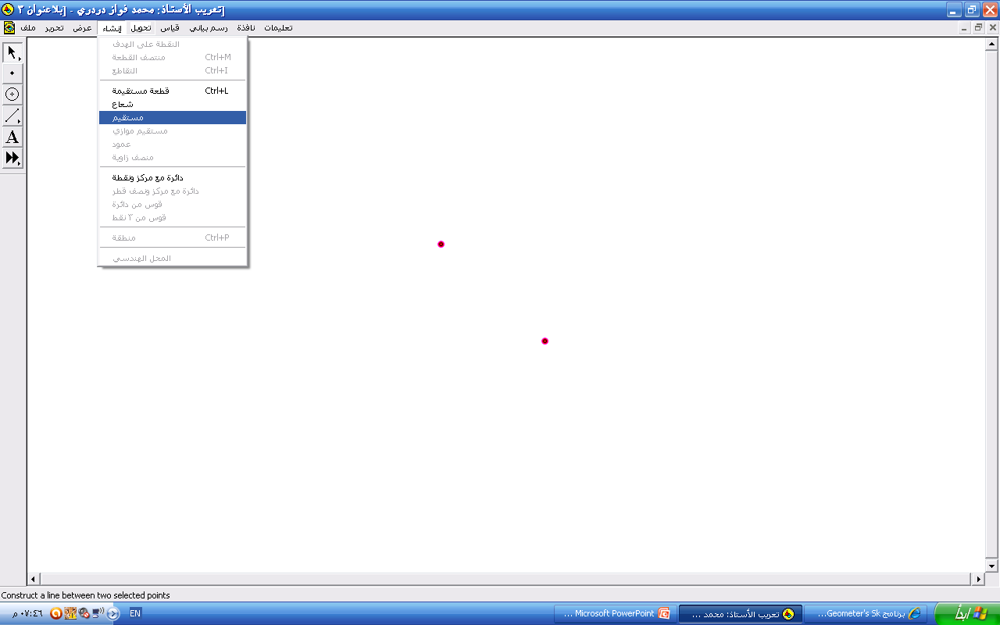 [تعريب الأستاذ: محمد فواز دردري - [بلاعنوان ٣
ملف تحرير عرض إنشاء تحويل قياس رسم بياني نافذة تعليمات
النقطة على الهدف
منتصف القطعة Ctrl+M
التقاطع Ctrl+I
قطعة مستقيمة Ctrl+L
شعاع
مستقيم
مستقيم موازي
عمود
منصف زاوية
دائرة مع مركز ونقطة
دائرة مع مركز ونصف قطر
قوس من دائرة
قوس من ٣ نقط
منطقة Ctrl+P
المحل الهندسي
A
Construct a line between two selected points
ابدأ
برنامج Geometer's Sk...
تعريب الأستاذ: محمد ...
Microsoft PowerPoint ...
EN
٠٧:٤٦ م